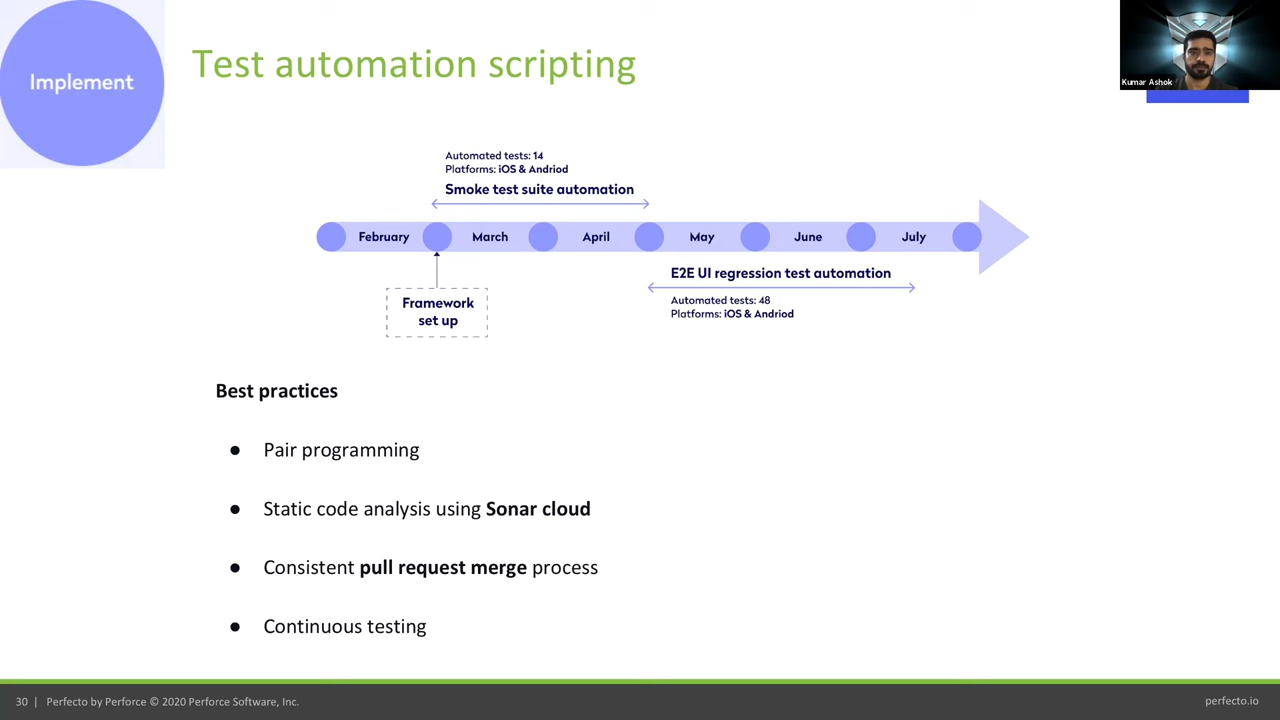 Implement
Test automation scripting
Kumar Ashok
Automated tests: 14
Platforms: iOS & Andriod
Smoke test suite automation
February
March
April
May
June
July
Framework
set up
E2E UI regression test automation
Automated tests: 48
Platforms: iOS & Andriod
Best practices
● Pair programming
● Static code analysis using Sonar cloud
● Consistent pull request merge process
● Continuous testing
30 | Perfecto by Perforce © 2020 Perforce Software, Inc.
perfecto.io